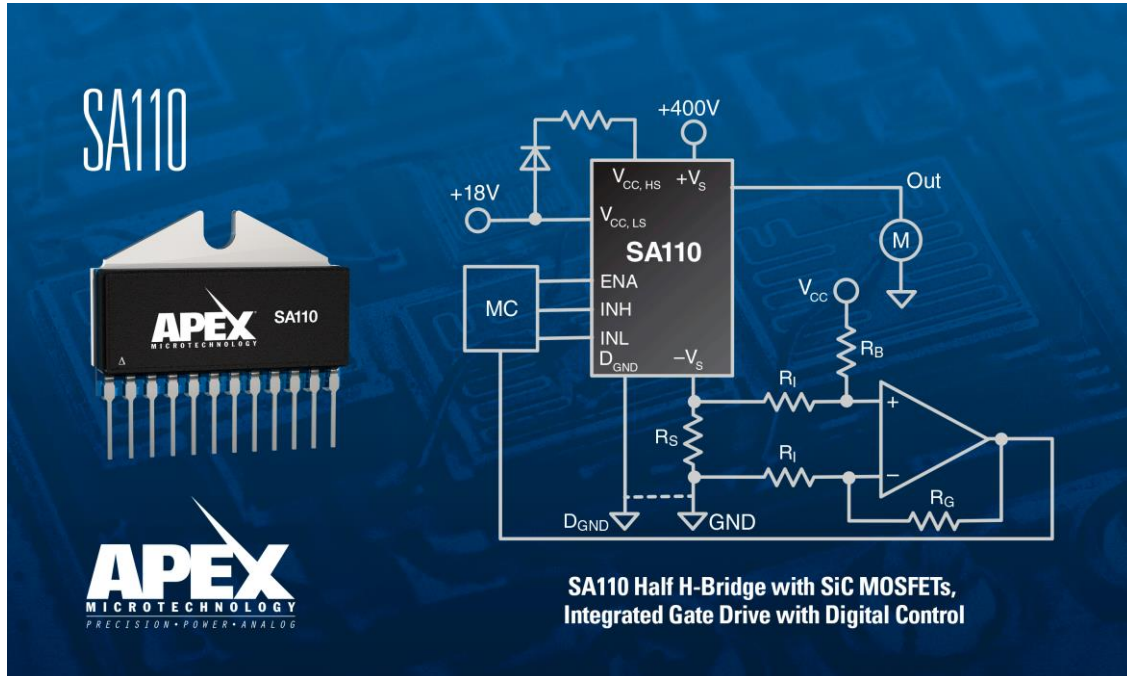 SA110
APEX
MICROTECHNOLOGY
SA110
Δ
APEX
MICROTECHNOLOGY
PRECISION • POWER • ANALOG
+400V
+18V
VCC, HS
+VS
VCC, LS
SA110
ENA
INH
INL
DGND
−VS
MC
Out
M
VCC
RB
RI
+
RS
RI
−
RG
DGND
GND
SA110 Half H-Bridge with SiC MOSFETs,
Integrated Gate Drive with Digital Control